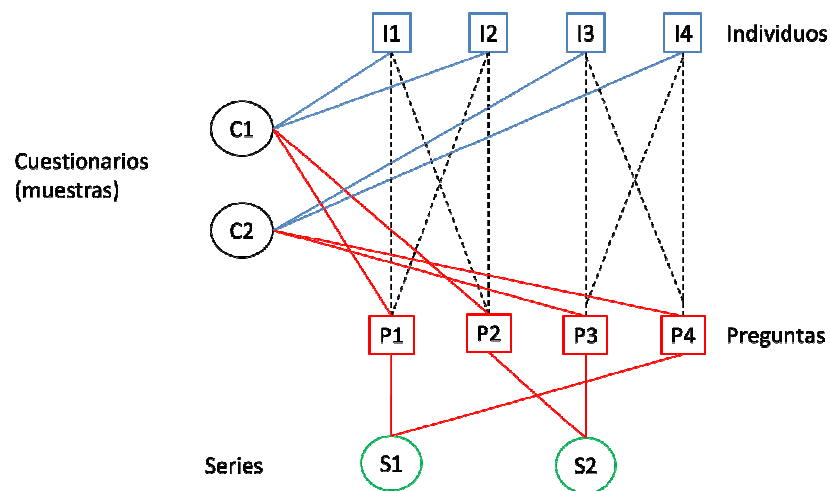 I1 I2 I3 I4 Individuos
C1
Cuestionarios
(muestras)
C2
P1 P2 P3 P4 Preguntas
Series S1 S2